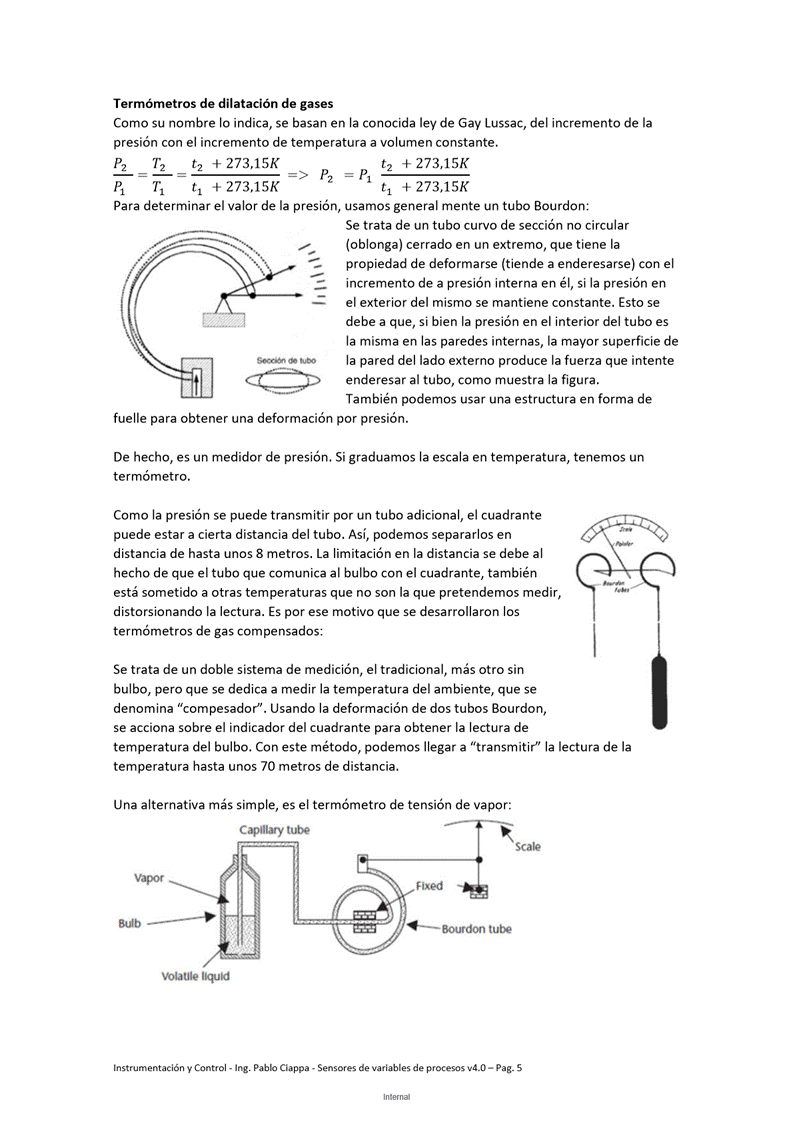 Termómetros de dilatación de gases
Como su nombre lo indica, se basan en la conocida ley de Gay Lussac, del incremento de la
presión con el incremento de temperatura a volumen constante.
P₂/P₁ = T₂/T₁ = (t₂ + 273,15K)/(t₁ + 273,15K) => P₂ = P₁ (t₂ + 273,15K)/(t₁ + 273,15K)
Para determinar el valor de la presión, usamos general mente un tubo Bourdon:
Se trata de un tubo curvo de sección no circular
(oblonga) cerrado en un extremo, que tiene la
propiedad de deformarse (tiende a enderesarse) con el
incremento de a presión interna en él, si la presión en
el exterior del mismo se mantiene constante. Esto se
debe a que, si bien la presión en el interior del tubo es
la misma en las paredes internas, la mayor superficie de
la pared del lado externo produce la fuerza que intente
enderesar al tubo, como muestra la figura.
También podemos usar una estructura en forma de
fuelle para obtener una deformación por presión.
Sección de tubo
De hecho, es un medidor de presión. Si graduamos la escala en temperatura, tenemos un
termómetro.
Como la presión se puede transmitir por un tubo adicional, el cuadrante
puede estar a cierta distancia del tubo. Así, podemos separarlos en
distancia de hasta unos 8 metros. La limitación en la distancia se debe al
hecho de que el tubo que comunica al bulbo con el cuadrante, también
está sometido a otras temperaturas que no son la que pretendemos medir,
distorsionando la lectura. Es por ese motivo que se desarrollaron los
termómetros de gas compensados:
Scale
Pointer
Bourdon
tubes
Se trata de un doble sistema de medición, el tradicional, más otro sin
bulbo, pero que se dedica a medir la temperatura del ambiente, que se
denomina “compesador”. Usando la deformación de dos tubos Bourdon,
se acciona sobre el indicador del cuadrante para obtener la lectura de
temperatura del bulbo. Con este método, podemos llegar a “transmitir” la lectura de la
temperatura hasta unos 70 metros de distancia.
Una alternativa más simple, es el termómetro de tensión de vapor:
Capillary tube
Scale
Vapor
Fixed
Bulb
Bourdon tube
Volatile liquid
Instrumentación y Control - Ing. Pablo Ciappa - Sensores de variables de procesos v4.0 – Pag. 5
Internal